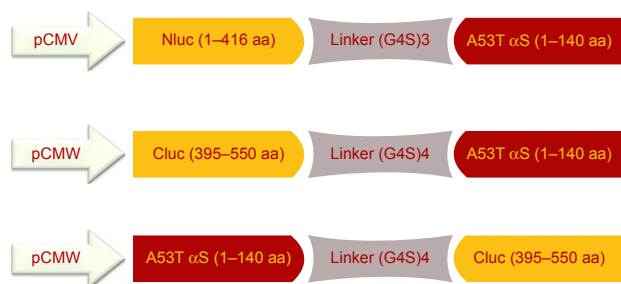 pCMV Nluc (1–416 aa) Linker (G4S)3 A53T αS (1–140 aa)
pCMW Cluc (395–550 aa) Linker (G4S)4 A53T αS (1–140 aa)
pCMW A53T αS (1–140 aa) Linker (G4S)4 Cluc (395–550 aa)